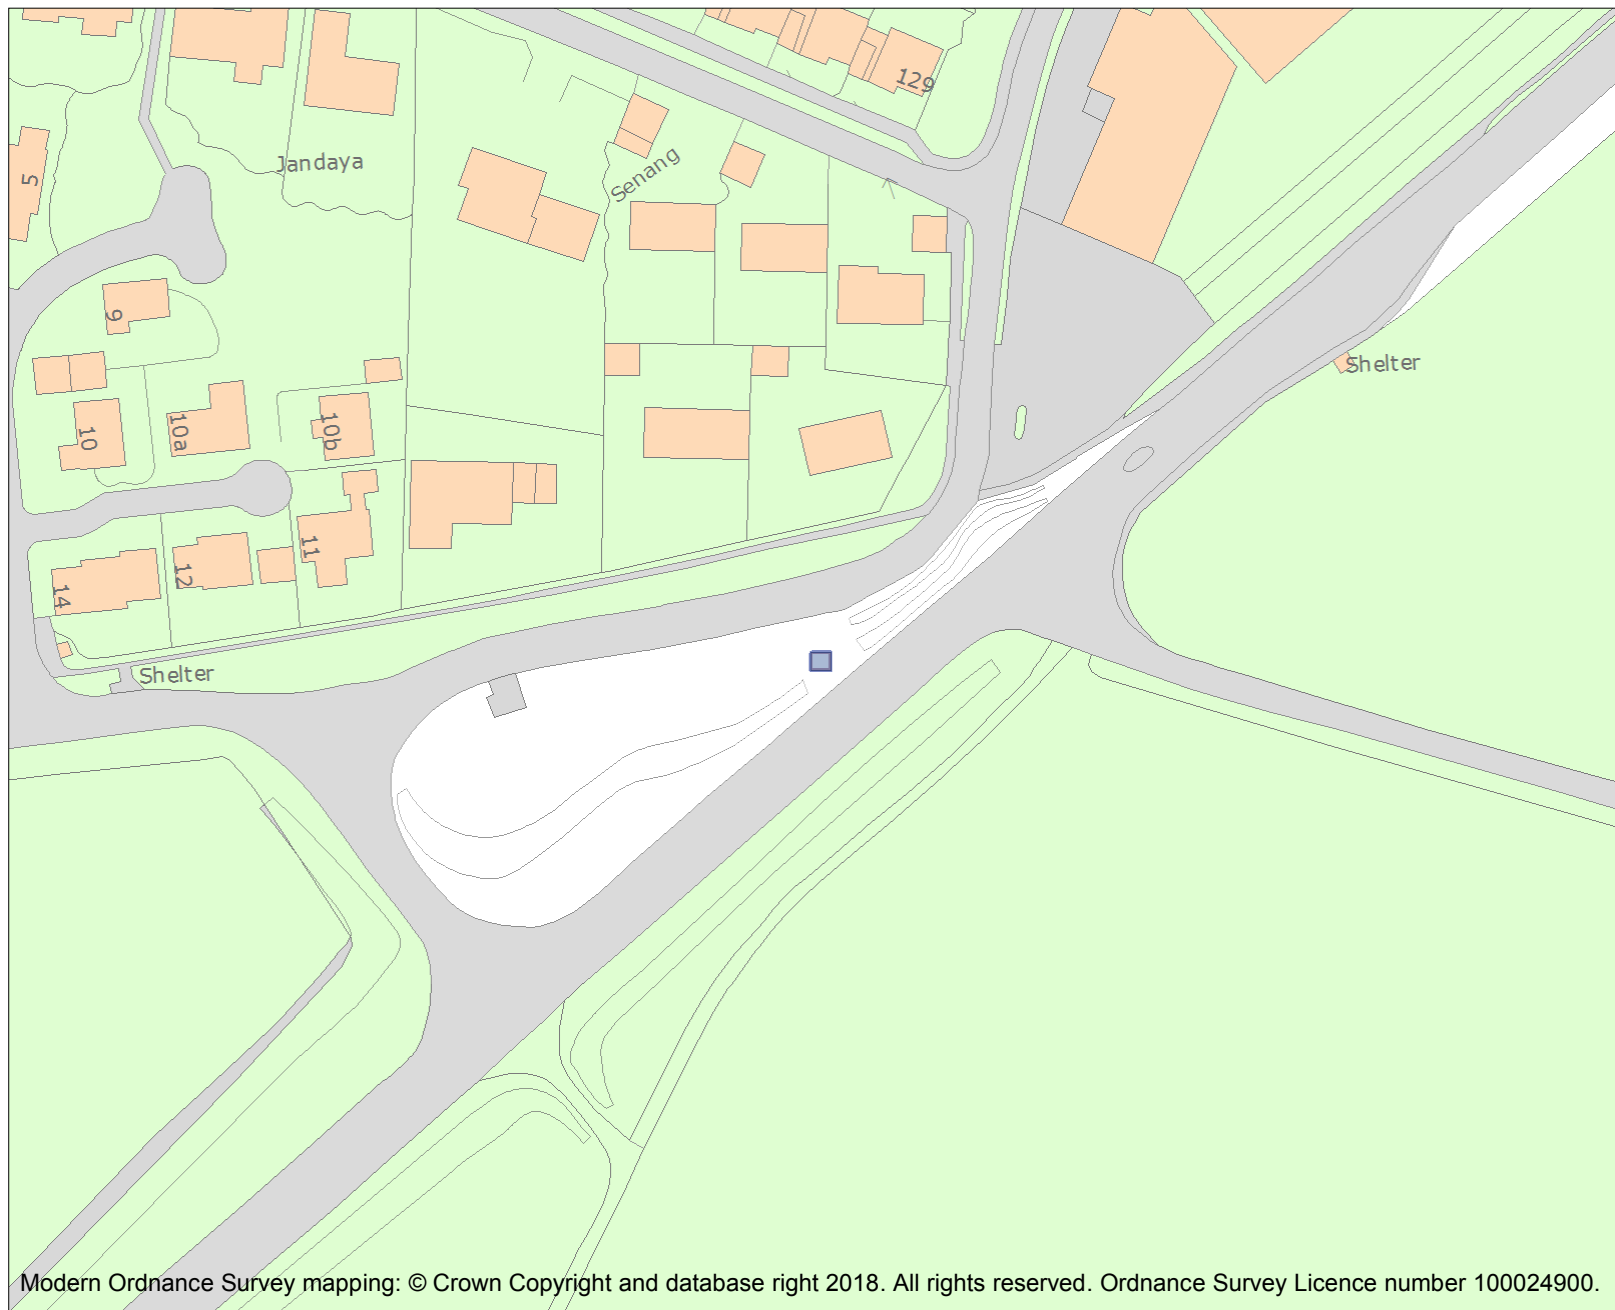 129
Jandaya
Senang
5
9
Shelter
10
10a
10b
11
12
14
Shelter
Modern Ordnance Survey mapping: © Crown Copyright and database right 2018. All rights reserved. Ordnance Survey Licence number 100024900.